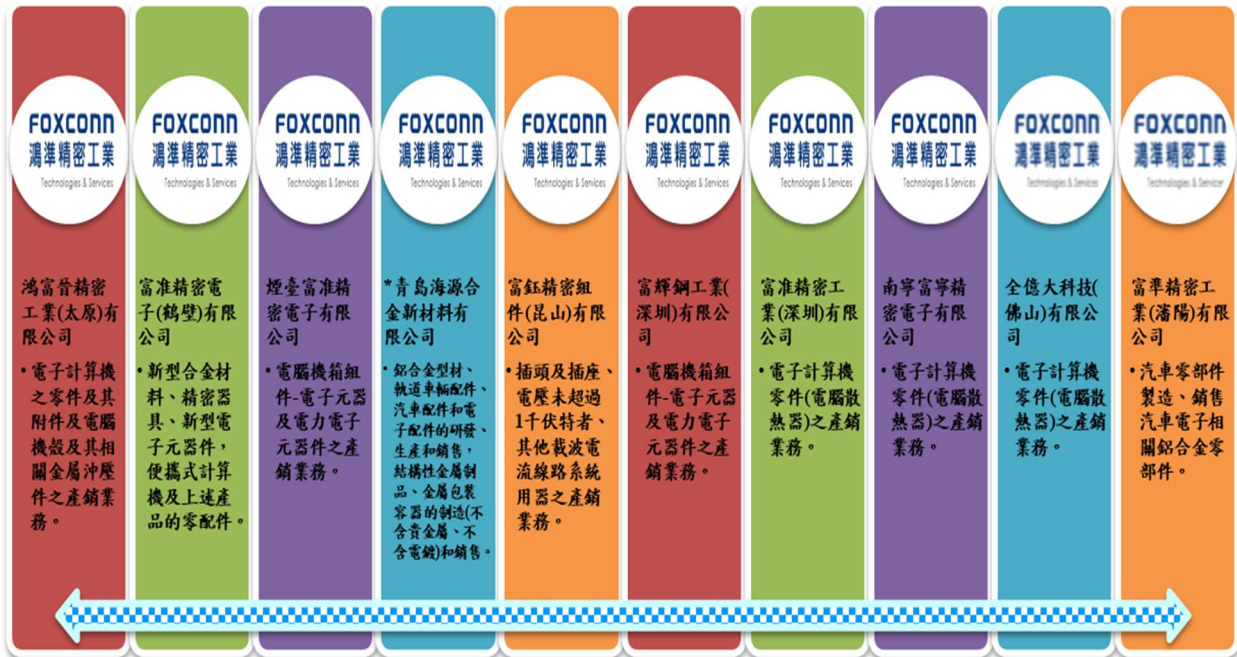 FOXCONN
鴻準精密工業
Technologies & Services
鴻富晉精密
工業(太原)有
限公司
•電子計算機
之零件及其
附件及電腦
機殼及其相
關金屬沖壓
件之產銷業
務。
FOXCONN
鴻準精密工業
Technologies & Services
富准精密電
子(鶴壁)有限
公司
•新型合金材
料、精密器
具、新型電
子元器件，
便攜式計算
機及上述產
品的零配件。
FOXCONN
鴻準精密工業
Technologies & Services
煙臺富准精
密電子有限
公司
•電腦機箱組
件-電子元器
及電力電子
元器件之產
銷業務。
FOXCONN
鴻準精密工業
Technologies & Services
*青島海源合
金新材料有
限公司
•鋁合金型材、
軌道車輛配件、
汽車配件和電
子配件的研發、
生產和銷售，
結構性金屬制
品、金屬包裝
容器的制造(不
含貴金屬、不
含電鍍)和銷售。
FOXCONN
鴻準精密工業
Technologies & Services
富鈺精密組
件(昆山)有限
公司
•插頭及插座、
電壓未超過
1千伏特者、
其他載波電
流線路系統
用器之產銷
業務。
FOXCONN
鴻準精密工業
Technologies & Services
富輝鋼工業(
深圳)有限公
司
•電腦機箱組
件-電子元器
及電力電子
元器件之產
銷業務。
FOXCONN
鴻準精密工業
Technologies & Services
富准精密工
業(深圳)有限
公司
•電子計算機
零件(電腦散
熱器)之產銷
業務。
FOXCONN
鴻準精密工業
Technologies & Services
南寧富寧精
密電子有限
公司
•電子計算機
零件(電腦散
熱器)之產銷
業務。
FOXCONN
鴻準精密工業
Technologies & Services
全億大科技(
佛山)有限公
司
•電子計算機
零件(電腦散
熱器)之產銷
業務。
FOXCONN
鴻準精密工業
Technologies & Services
富準精密工
業(瀋陽)有限
公司
•汽車零部件
製造、銷售
汽車電子相
關鋁合金零
部件。